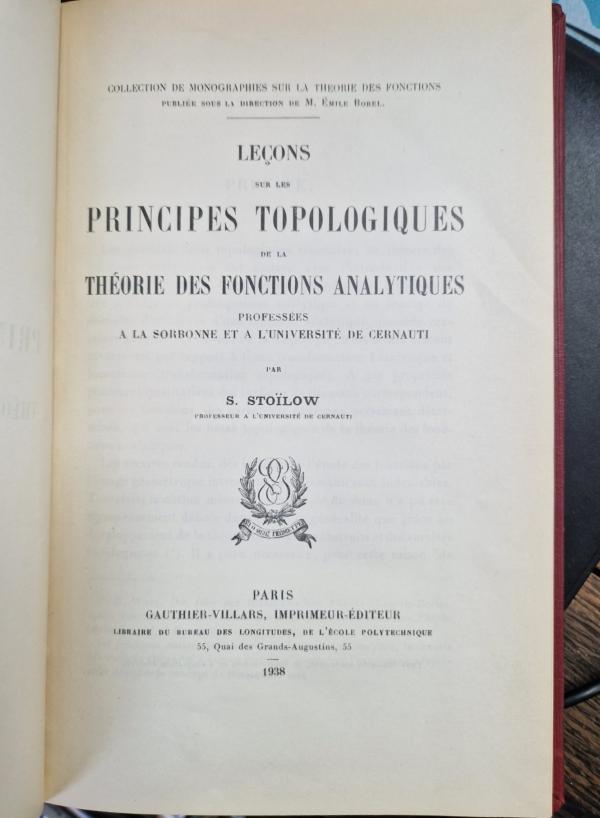 COLLECTION DE MONOGRAPHIES SUR LA THÉORIE DES FONCTIONS
PUBLIÉE SOUS LA DIRECTION DE M. ÉMILE BOREL.
LEÇONS
SUR LES
PRINCIPES TOPOLOGIQUES
DE LA
THÉORIE DES FONCTIONS ANALYTIQUES
PROFESSÉES
A LA SORBONNE ET A L'UNIVERSITÉ DE CERNAUTI
PAR
S. STOÏLOW
PROFESSEUR A L'UNIVERSITÉ DE CERNAUTI
PARIS
GAUTHIER-VILLARS, IMPRIMEUR-ÉDITEUR
LIBRAIRE DU BUREAU DES LONGITUDES, DE L'ÉCOLE POLYTECHNIQUE
55, Quai des Grands-Augustins, 55
1938